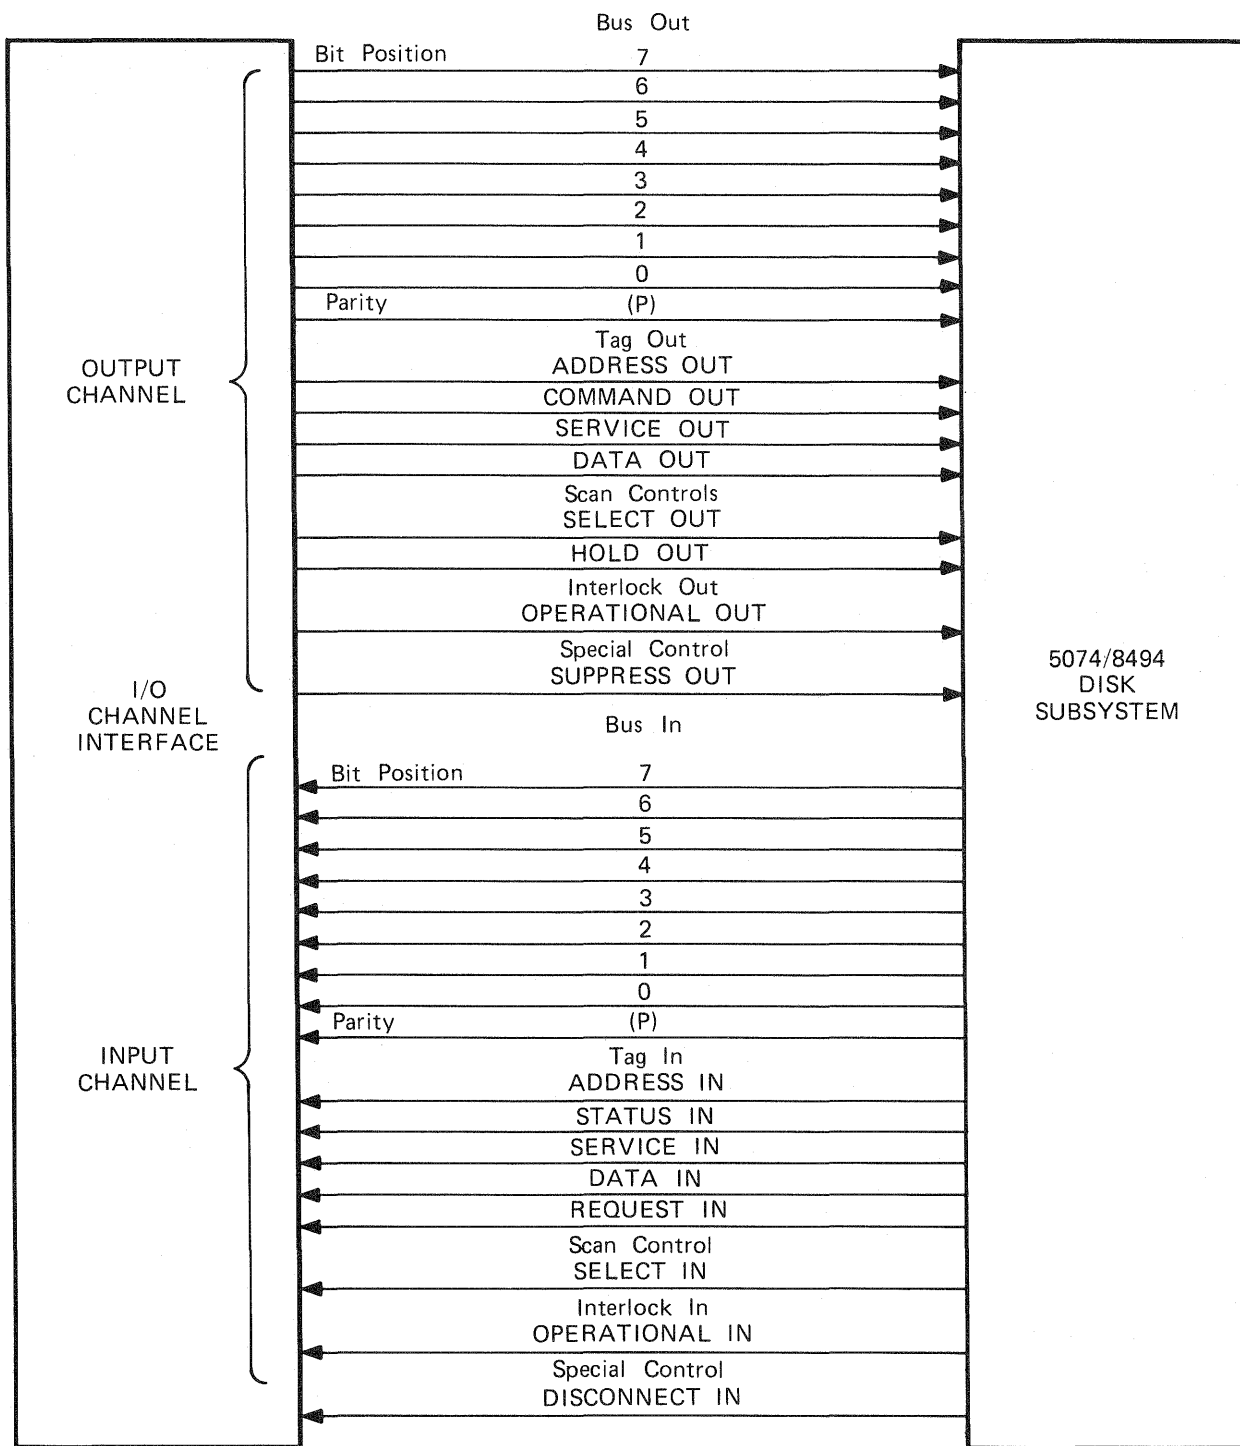 Bus Out
Bit Position 7
6
5
4
3
2
1
0
Parity (P)
Tag Out
ADDRESS OUT
COMMAND OUT
SERVICE OUT
DATA OUT
Scan Controls
SELECT OUT
HOLD OUT
Interlock Out
OPERATIONAL OUT
Special Control
SUPPRESS OUT
OUTPUT
CHANNEL
I/O
CHANNEL
INTERFACE
5074/8494
DISK
SUBSYSTEM
Bus In
Bit Position 7
6
5
4
3
2
1
0
Parity (P)
Tag In
ADDRESS IN
STATUS IN
SERVICE IN
DATA IN
REQUEST IN
Scan Control
SELECT IN
Interlock In
OPERATIONAL IN
Special Control
DISCONNECT IN
INPUT
CHANNEL